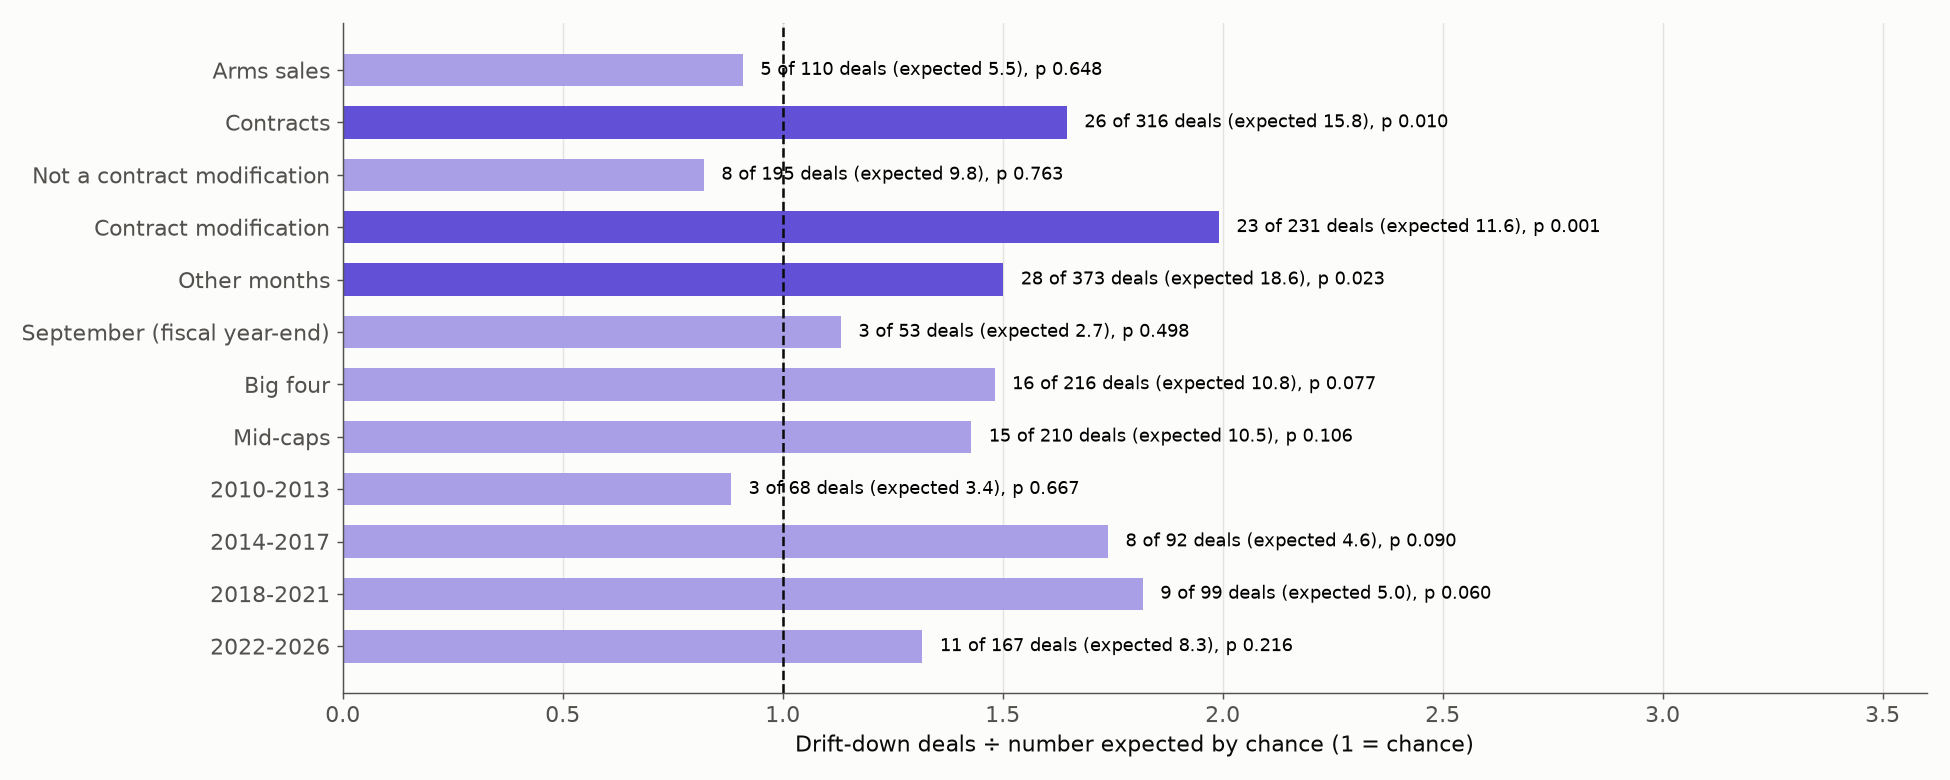 Arms sales 5 of 110 deals (expected 5.5), p 0.648
Contracts 26 of 316 deals (expected 15.8), p 0.010
Not a contract modification 8 of 195 deals (expected 9.8), p 0.763
Contract modification 23 of 231 deals (expected 11.6), p 0.001
Other months 28 of 373 deals (expected 18.6), p 0.023
September (fiscal year-end) 3 of 53 deals (expected 2.7), p 0.498
Big four 16 of 216 deals (expected 10.8), p 0.077
Mid-caps 15 of 210 deals (expected 10.5), p 0.106
2010-2013 3 of 68 deals (expected 3.4), p 0.667
2014-2017 8 of 92 deals (expected 4.6), p 0.090
2018-2021 9 of 99 deals (expected 5.0), p 0.060
2022-2026 11 of 167 deals (expected 8.3), p 0.216
0.0 0.5 1.0 1.5 2.0 2.5 3.0 3.5
Drift-down deals ÷ number expected by chance (1 = chance)